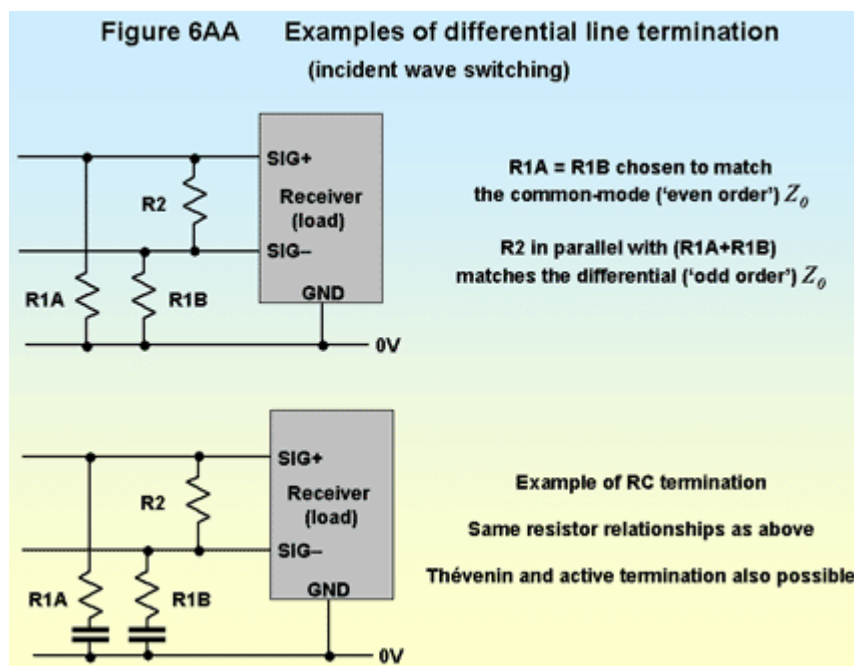 Figure 6AA Examples of differential line termination
(incident wave switching)
SIG+
R2
Receiver
(load)
SIG–
R1A
R1B
GND
0V
R1A = R1B chosen to match
the common-mode (‘even order’) Z0
R2 in parallel with (R1A+R1B)
matches the differential (‘odd order’) Z0
SIG+
R2
Receiver
(load)
SIG–
R1A
R1B
GND
0V
Example of RC termination
Same resistor relationships as above
Thévenin and active termination also possible